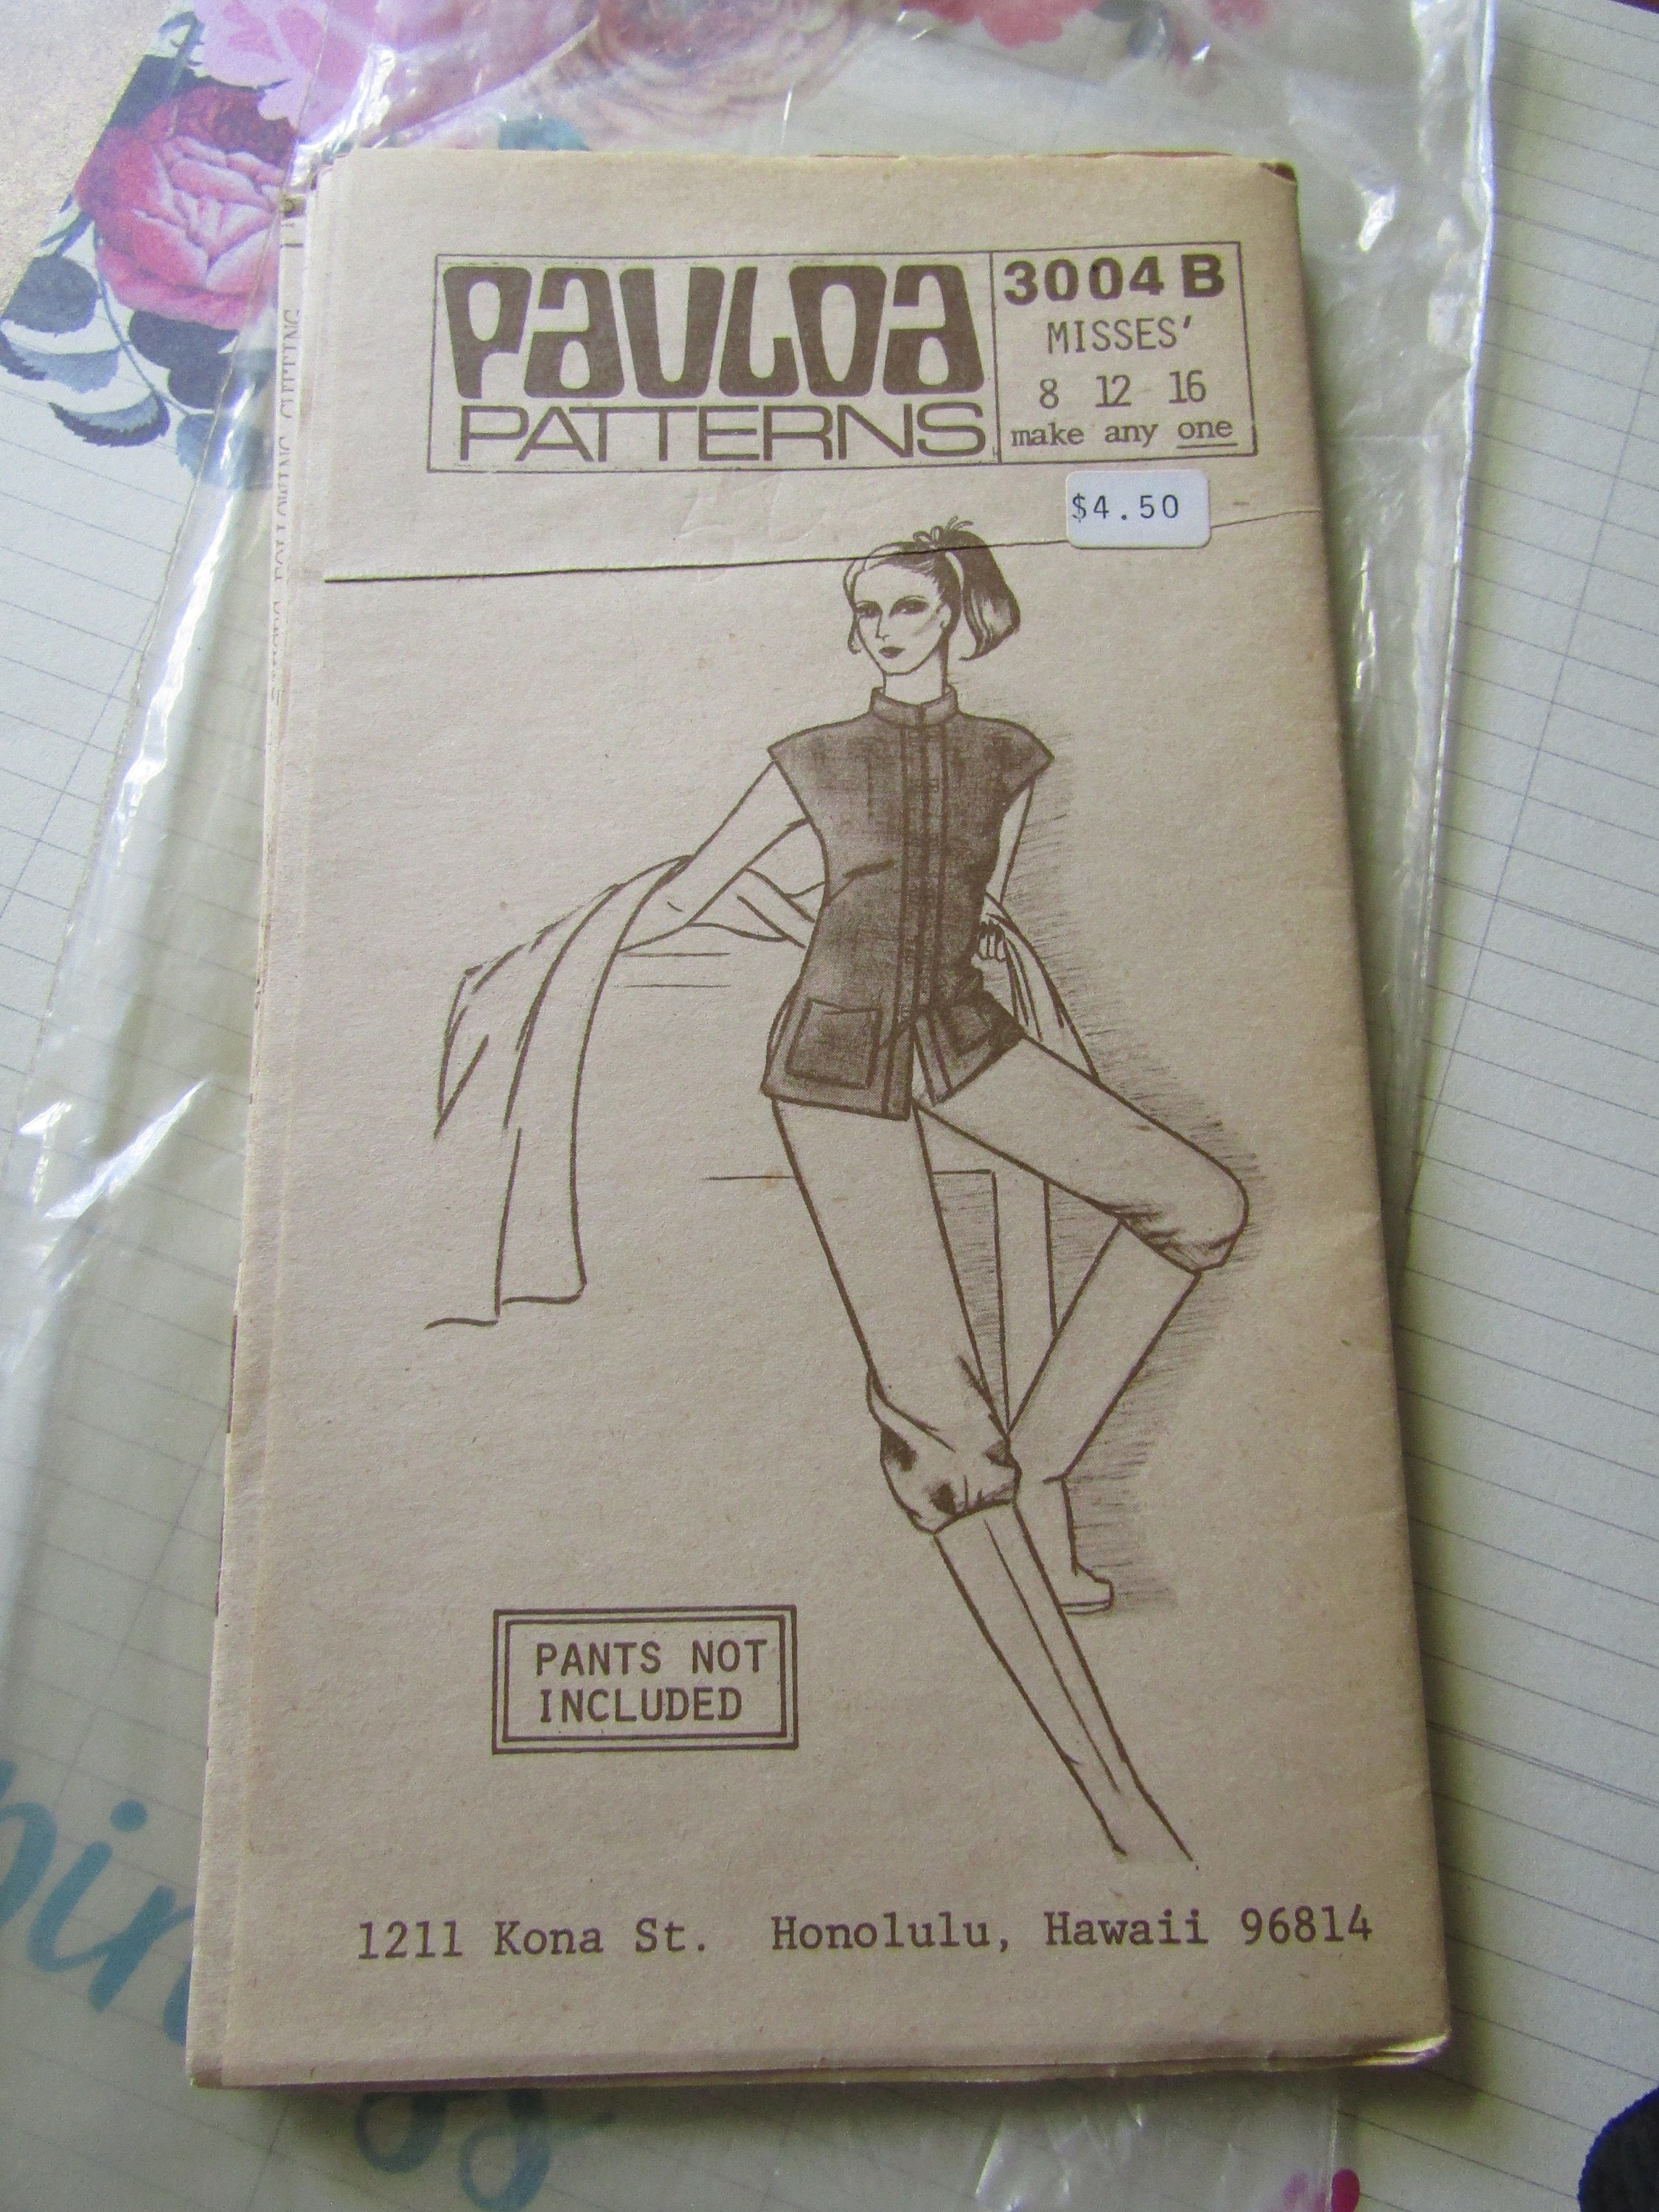 PAULOA
PATTERNS
3004 B
MISSES'
8 12 16
make any one
$4.50
PANTS NOT
INCLUDED
1211 Kona St. Honolulu, Hawaii 96814